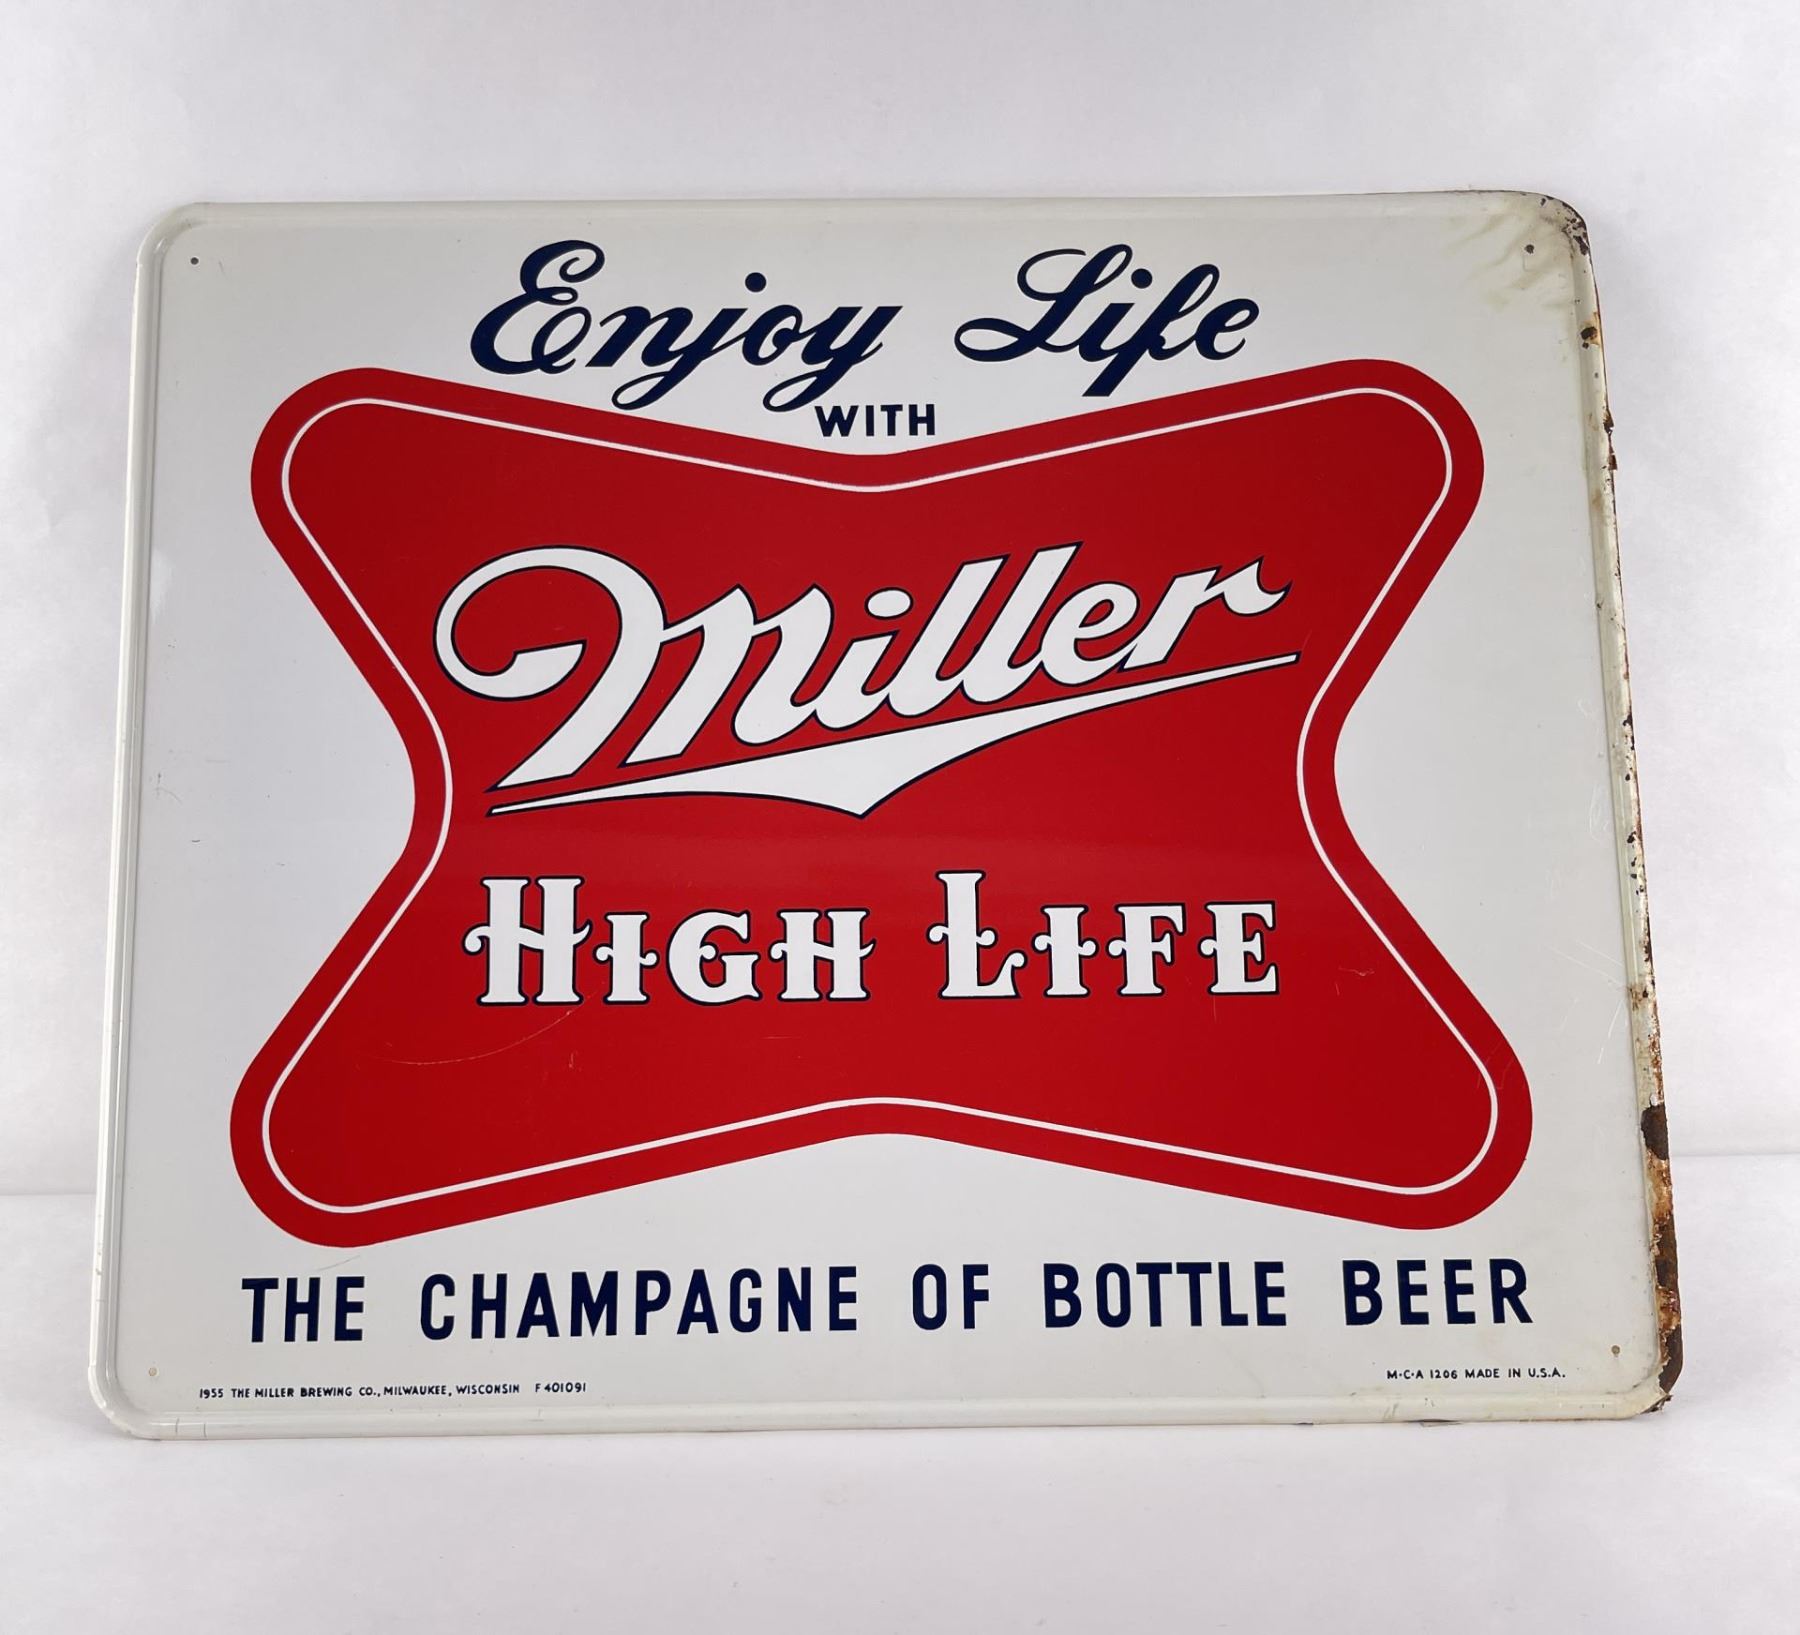 Enjoy Life
WITH
Miller
HIGH LIFE
THE CHAMPAGNE OF BOTTLE BEER
1955 THE MILLER BREWING CO., MILWAUKEE, WISCONSIN F401091
M·C·A 1206 MADE IN U.S.A.